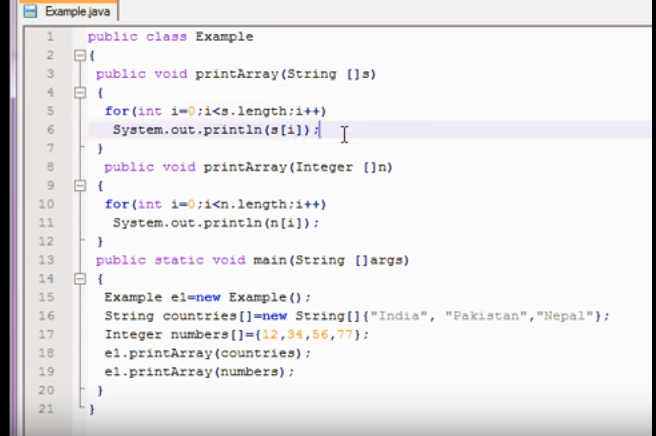 Example.java
1 public class Example
2 {
3 public void printArray(String []s)
4 {
5 for(int i=0;i<s.length;i++)
6 System.out.println(s[i]);
7 }
8 public void printArray(Integer []n)
9 {
10 for(int i=0;i<n.length;i++)
11 System.out.println(n[i]);
12 }
13 public static void main(String []args)
14 {
15 Example e1=new Example();
16 String countries[]=new String[]{"India", "Pakistan","Nepal"};
17 Integer numbers[]={12,34,56,77};
18 e1.printArray(countries);
19 e1.printArray(numbers);
20 }
21 }